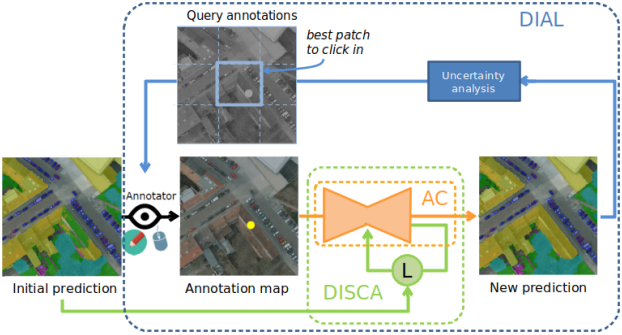 Query annotations
DIAL
best patch
to click in
Uncertainty
analysis
Annotator
AC
L
DISCA
Initial prediction
Annotation map
New prediction